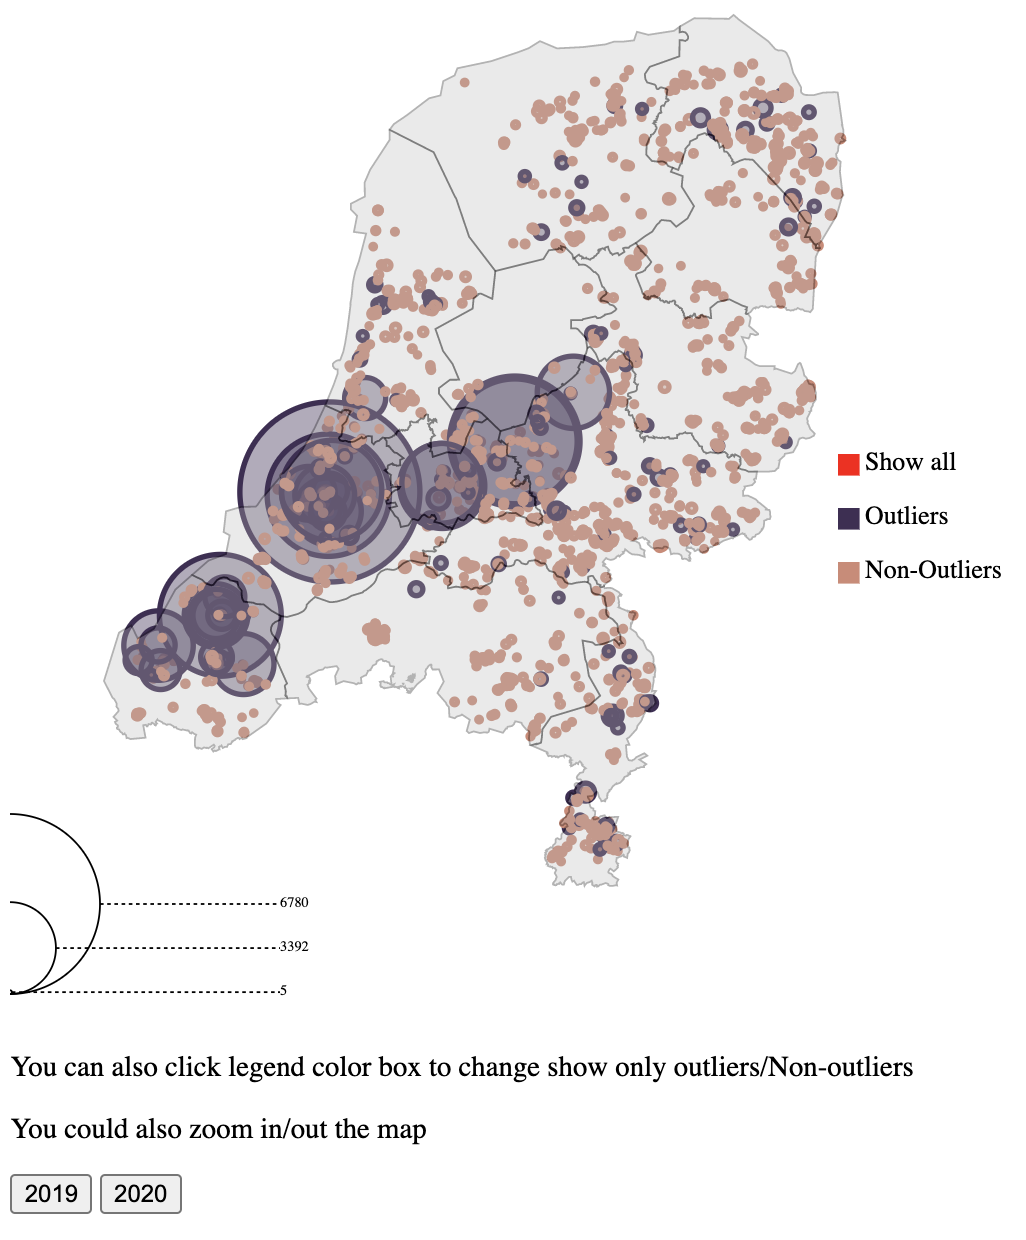 Show all
Outliers
Non-Outliers
6780
3392
5
You can also click legend color box to change show only outliers/Non-outliers
You could also zoom in/out the map
2019 2020